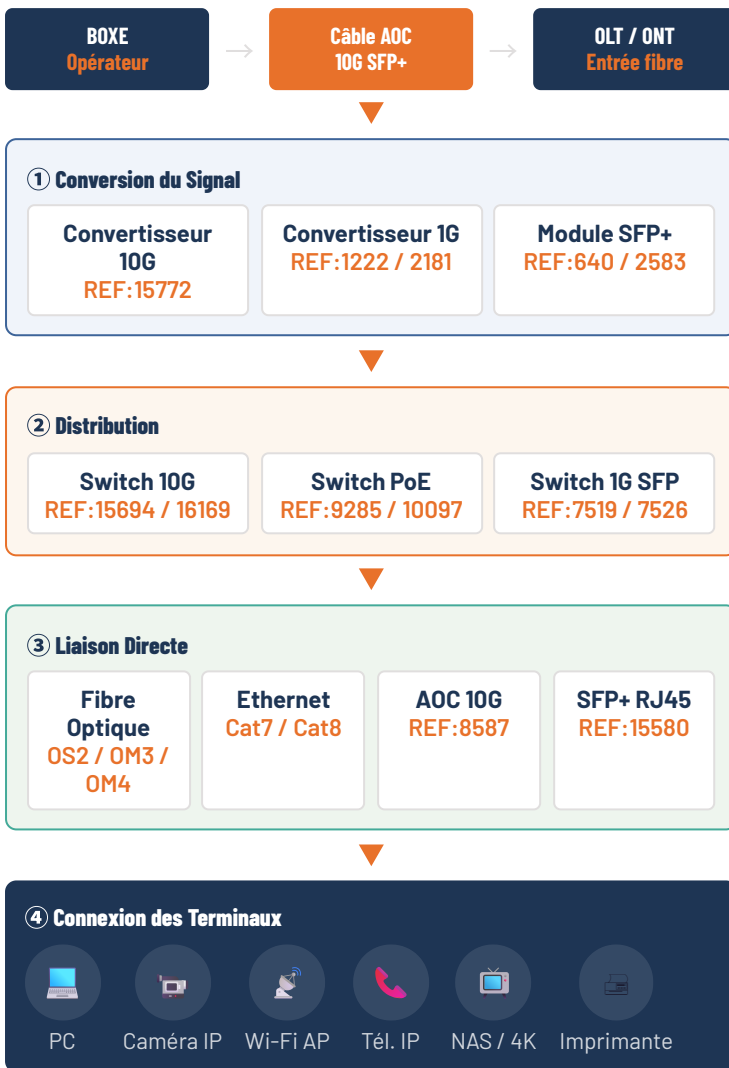 BOXE
Opérateur
→
Câble AOC
10G SFP+
→
OLT / ONT
Entrée fibre
① Conversion du Signal
Convertisseur
10G
REF:15772
Convertisseur 1G
REF:1222 / 2181
Module SFP+
REF:640 / 2583
② Distribution
Switch 10G
REF:15694 / 16169
Switch PoE
REF:9285 / 10097
Switch 1G SFP
REF:7519 / 7526
③ Liaison Directe
Fibre
Optique
OS2 / OM3 /
OM4
Ethernet
Cat7 / Cat8
AOC 10G
REF:8587
SFP+ RJ45
REF:15580
④ Connexion des Terminaux
PC
Caméra IP
Wi-Fi AP
Tél. IP
NAS / 4K
Imprimante